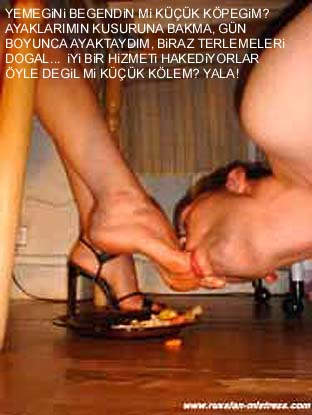 YEMEGiNi BEGENDiN Mi KÜÇÜK KÖPEGiM?
AYAKLARIMIN KUSURUNA BAKMA, GÜN
BOYUNCA AYAKTAYDIM, BiRAZ TERLEMELERi
DOGAL... iYi BiR HiZMETi HAKEDiYORLAR
ÖYLE DEGiL Mi KÜÇÜK KÖLEM? YALA!
www.russian-mistress.com